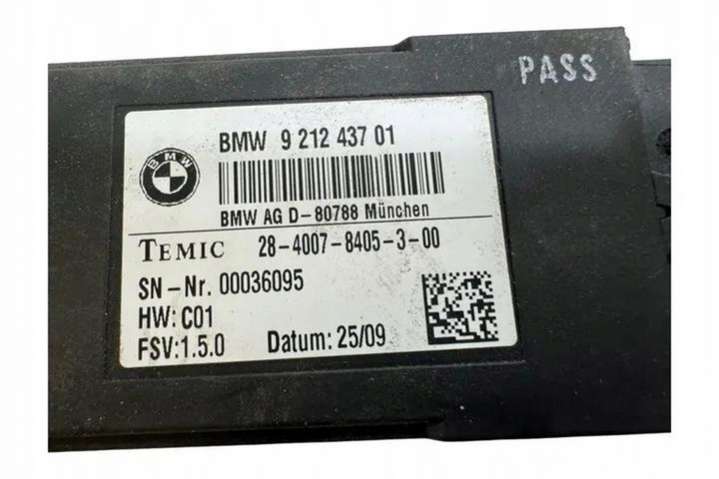 PASS
BMW 9 212 437 01
BMW
BMW AG D-80788 München
TEMIC 28-4007-8405-3-00
SN-Nr. 00036095
HW: C01
FSV:1.5.0 Datum: 25/09